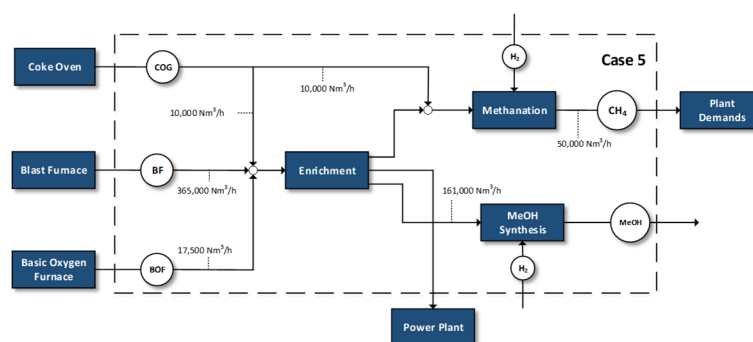 H₂
Case 5
Coke Oven
COG
10,000 Nm³/h
10,000 Nm³/h
Methanation
CH₄
Plant
Demands
50,000 Nm³/h
Blast Furnace
BF
365,000 Nm³/h
Enrichment
161,000 Nm³/h
MeOH
Synthesis
MeOH
17,500 Nm³/h
Basic Oxygen
Furnace
BOF
H₂
Power Plant